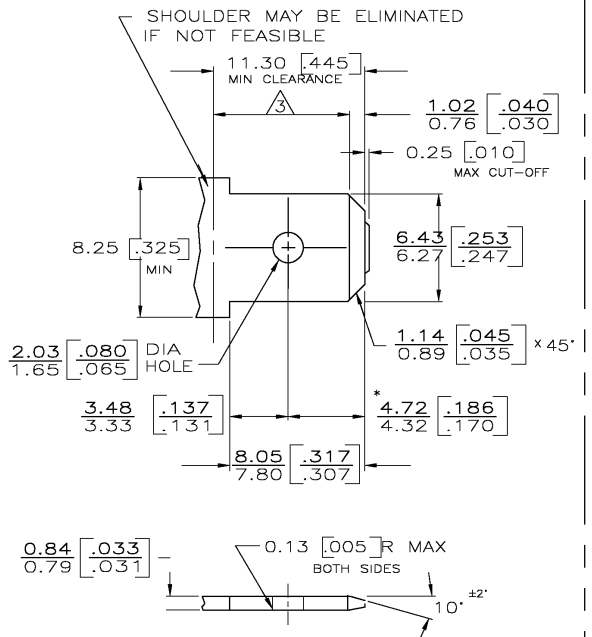 SHOULDER MAY BE ELIMINATED
IF NOT FEASIBLE
11.30 [.445]
MIN CLEARANCE
3
1.02 [.040]
0.76 [.030]
0.25 [.010]
MAX CUT-OFF
8.25 [.325]
MIN
6.43 [.253]
6.27 [.247]
2.03 [.080] DIA
1.65 [.065] HOLE
1.14 [.045] x 45°
0.89 [.035]
3.48 [.137]
3.33 [.131]
* 4.72 [.186]
4.32 [.170]
8.05 [.317]
7.80 [.307]
0.84 [.033]
0.79 [.031]
0.13 [.005]R MAX
BOTH SIDES
10° ±2°